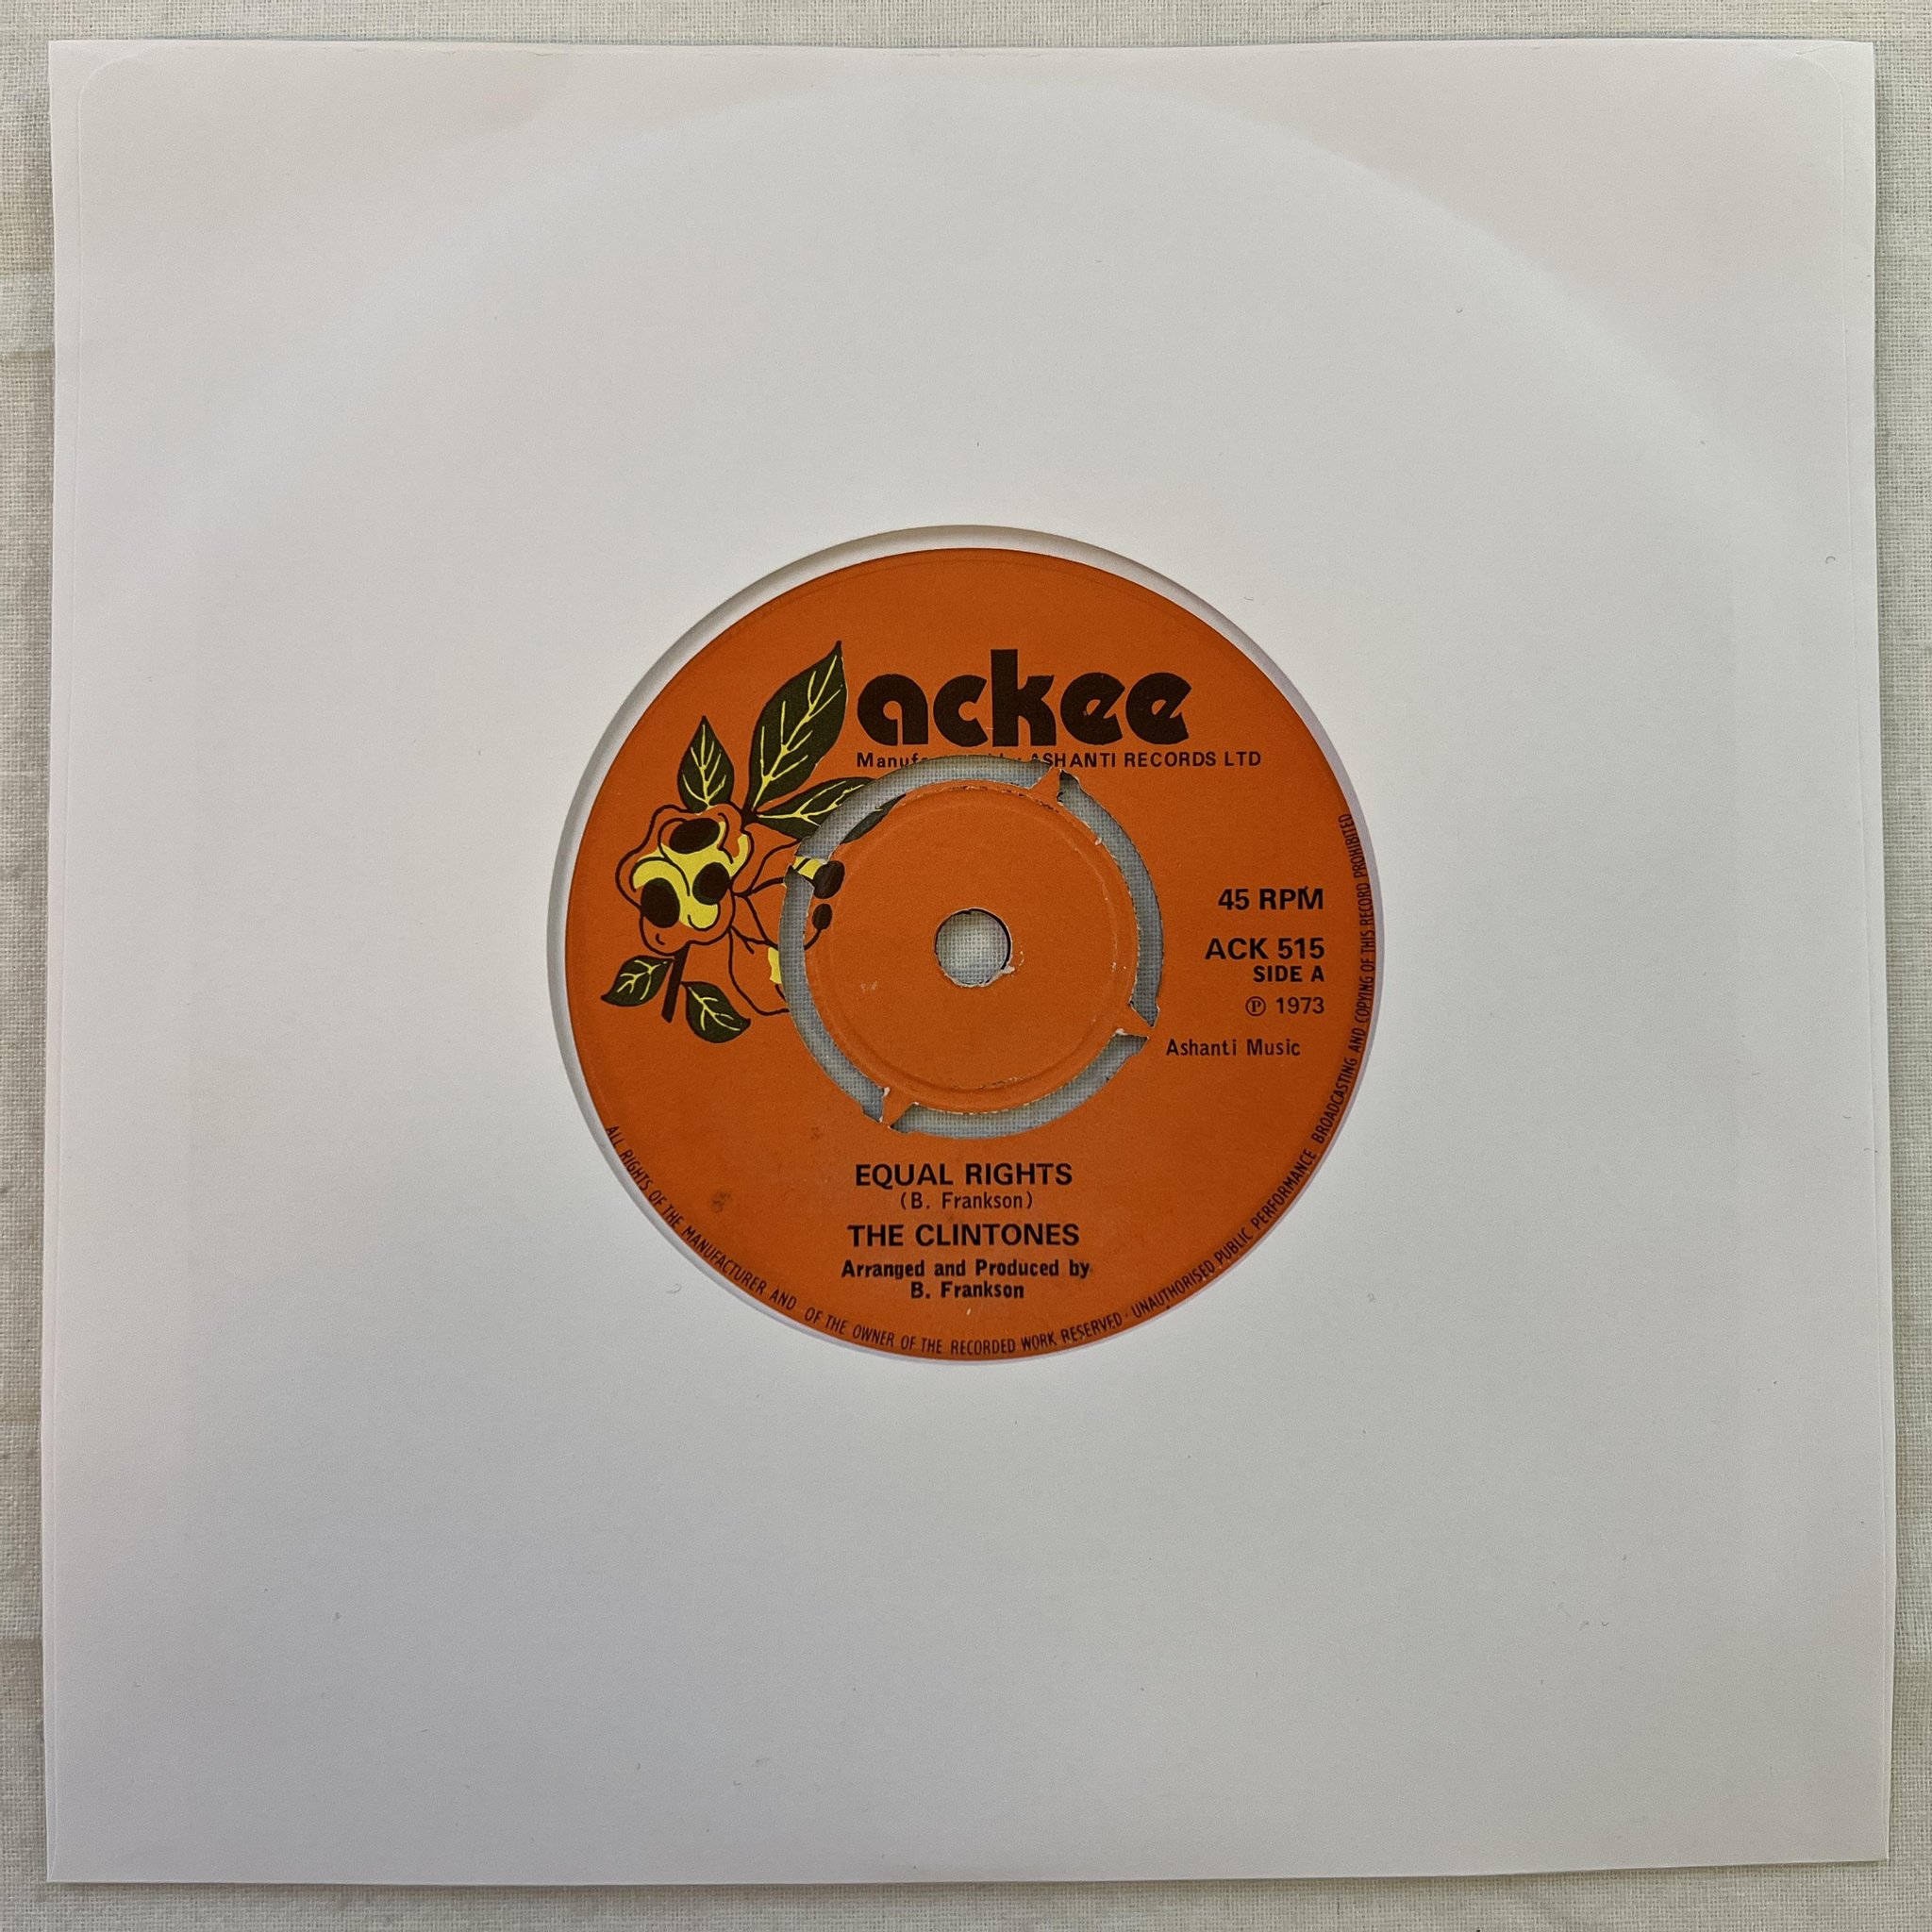 ackee
ASHANTI RECORDS LTD
45 RPM
ACK 515
SIDE A
Ⓟ 1973
Ashanti Music
EQUAL RIGHTS
(B. Frankson)
THE CLINTONES
Arranged and Produced by
B. Frankson
ALL RIGHTS OF THE MANUFACTURER AND OF THE OWNER OF THE RECORDED WORK RESERVED · UNAUTHORISED PUBLIC PERFORMANCE BROADCASTING AND COPYING OF THIS RECORD PROHIBITED